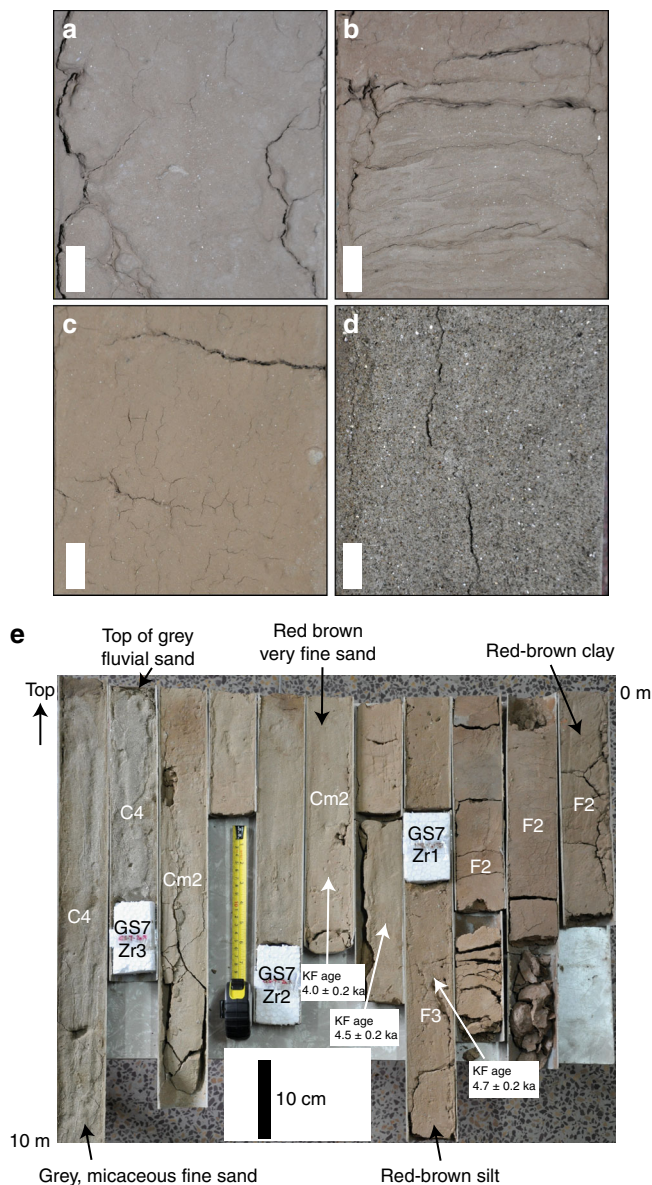 a
b
c
d
e
Top of grey
fluvial sand
Red brown
very fine sand
Red-brown clay
Top
0 m
C4
C4
Cm2
Cm2
F2
F2
F2
F3
GS7
Zr3
GS7
Zr2
GS7
Zr1
KF age
4.0 ± 0.2 ka
KF age
4.5 ± 0.2 ka
KF age
4.7 ± 0.2 ka
10 cm
10 m
Grey, micaceous fine sand
Red-brown silt